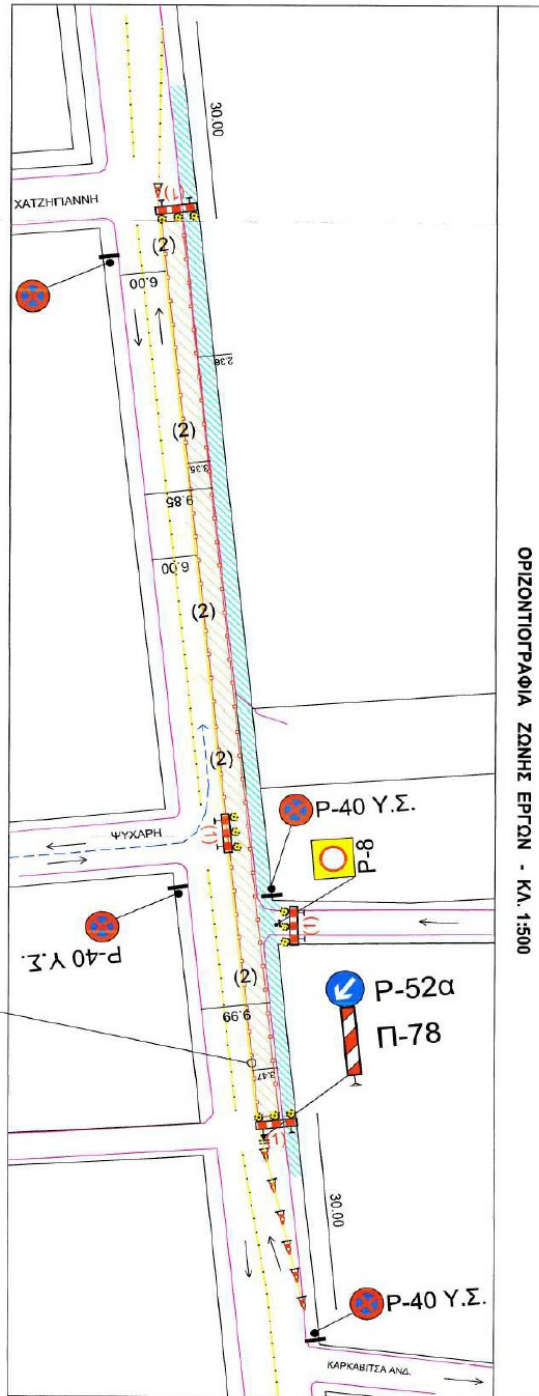 ΟΡΙΖΟΝΤΙΟΓΡΑΦΙΑ ΖΩΝΗΣ ΕΡΓΩΝ - ΚΛ. 1:500
30.00
ΧΑΤΖΗΓΙΑΝΝΗ
(1)
(2)
6.00
2.36
(2)
3.35
9.85
6.00
(2)
(2)
Ρ-40 Υ.Σ.
ΨΥΧΑΡΗ
(1)
Ρ-8
(1)
Ρ-40 Υ.Σ.
(2)
Ρ-52α
9.99
Π-78
3.47
(1)
30.00
Ρ-40 Υ.Σ.
ΚΑΡΚΑΒΙΤΣΑ ΑΝΔ.